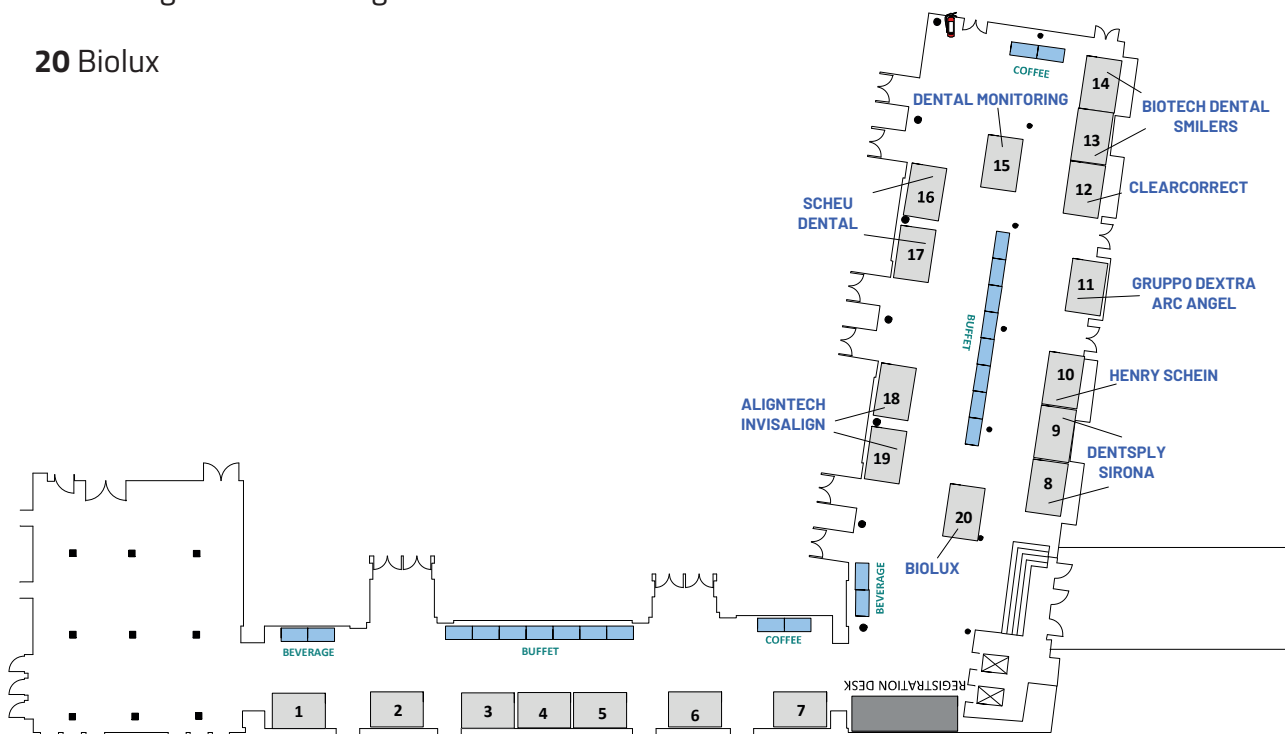 20 Biolux
COFFEE
14
DENTAL MONITORING
BIOTECH DENTAL
SMILERS
13
15
12
CLEARCORRECT
16
SCHEU
DENTAL
17
11
GRUPPO DEXTRA
ARC ANGEL
BUFFET
10
HENRY SCHEIN
18
ALIGNTECH
INVISALIGN
9
19
DENTSPLY
SIRONA
8
20
BIOLUX
BEVERAGE
BEVERAGE
BUFFET
COFFEE
REGISTRATION DESK
1
2
3
4
5
6
7